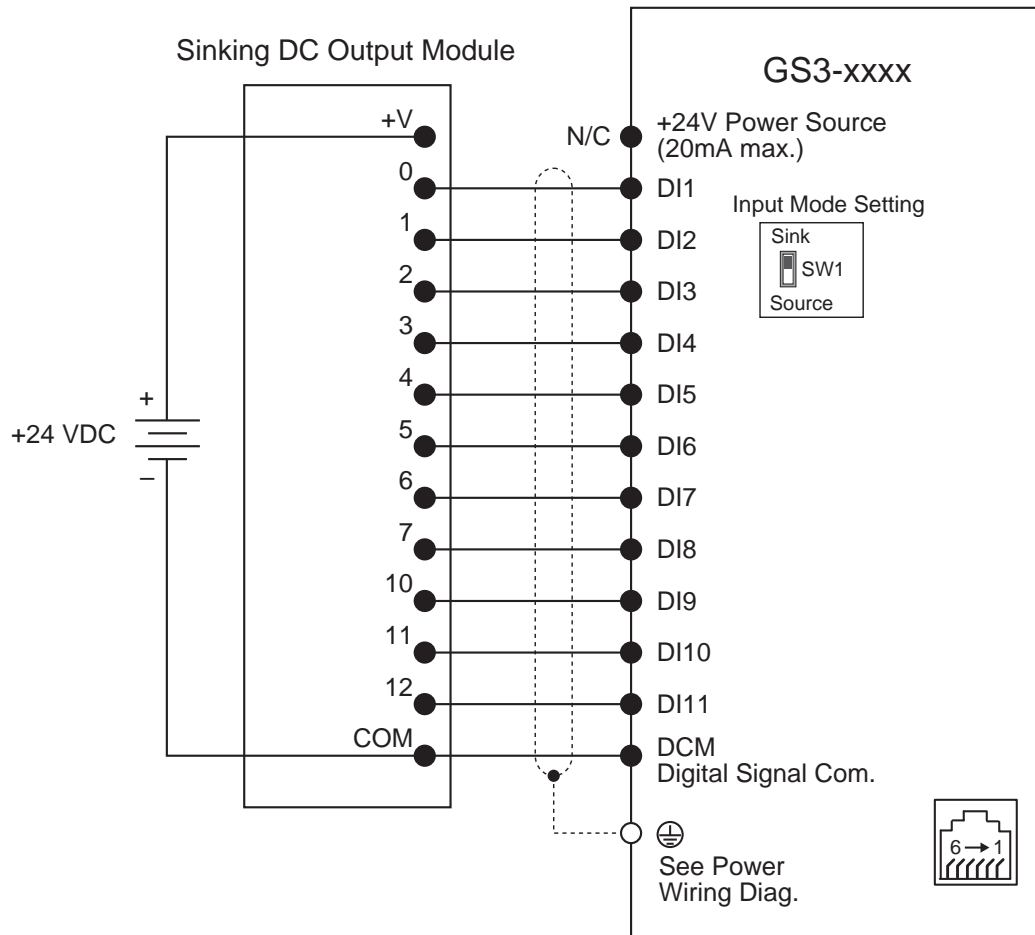 Sinking DC Output Module
GS3-xxxx
+V
N/C
+24V Power Source
(20mA max.)
0
DI1
Input Mode Setting
Sink
SW1
Source
1
DI2
2
DI3
3
DI4
4
DI5
+
+24 VDC
–
5
DI6
6
DI7
7
DI8
10
DI9
11
DI10
12
DI11
COM
DCM
Digital Signal Com.
See Power
Wiring Diag.
6→1